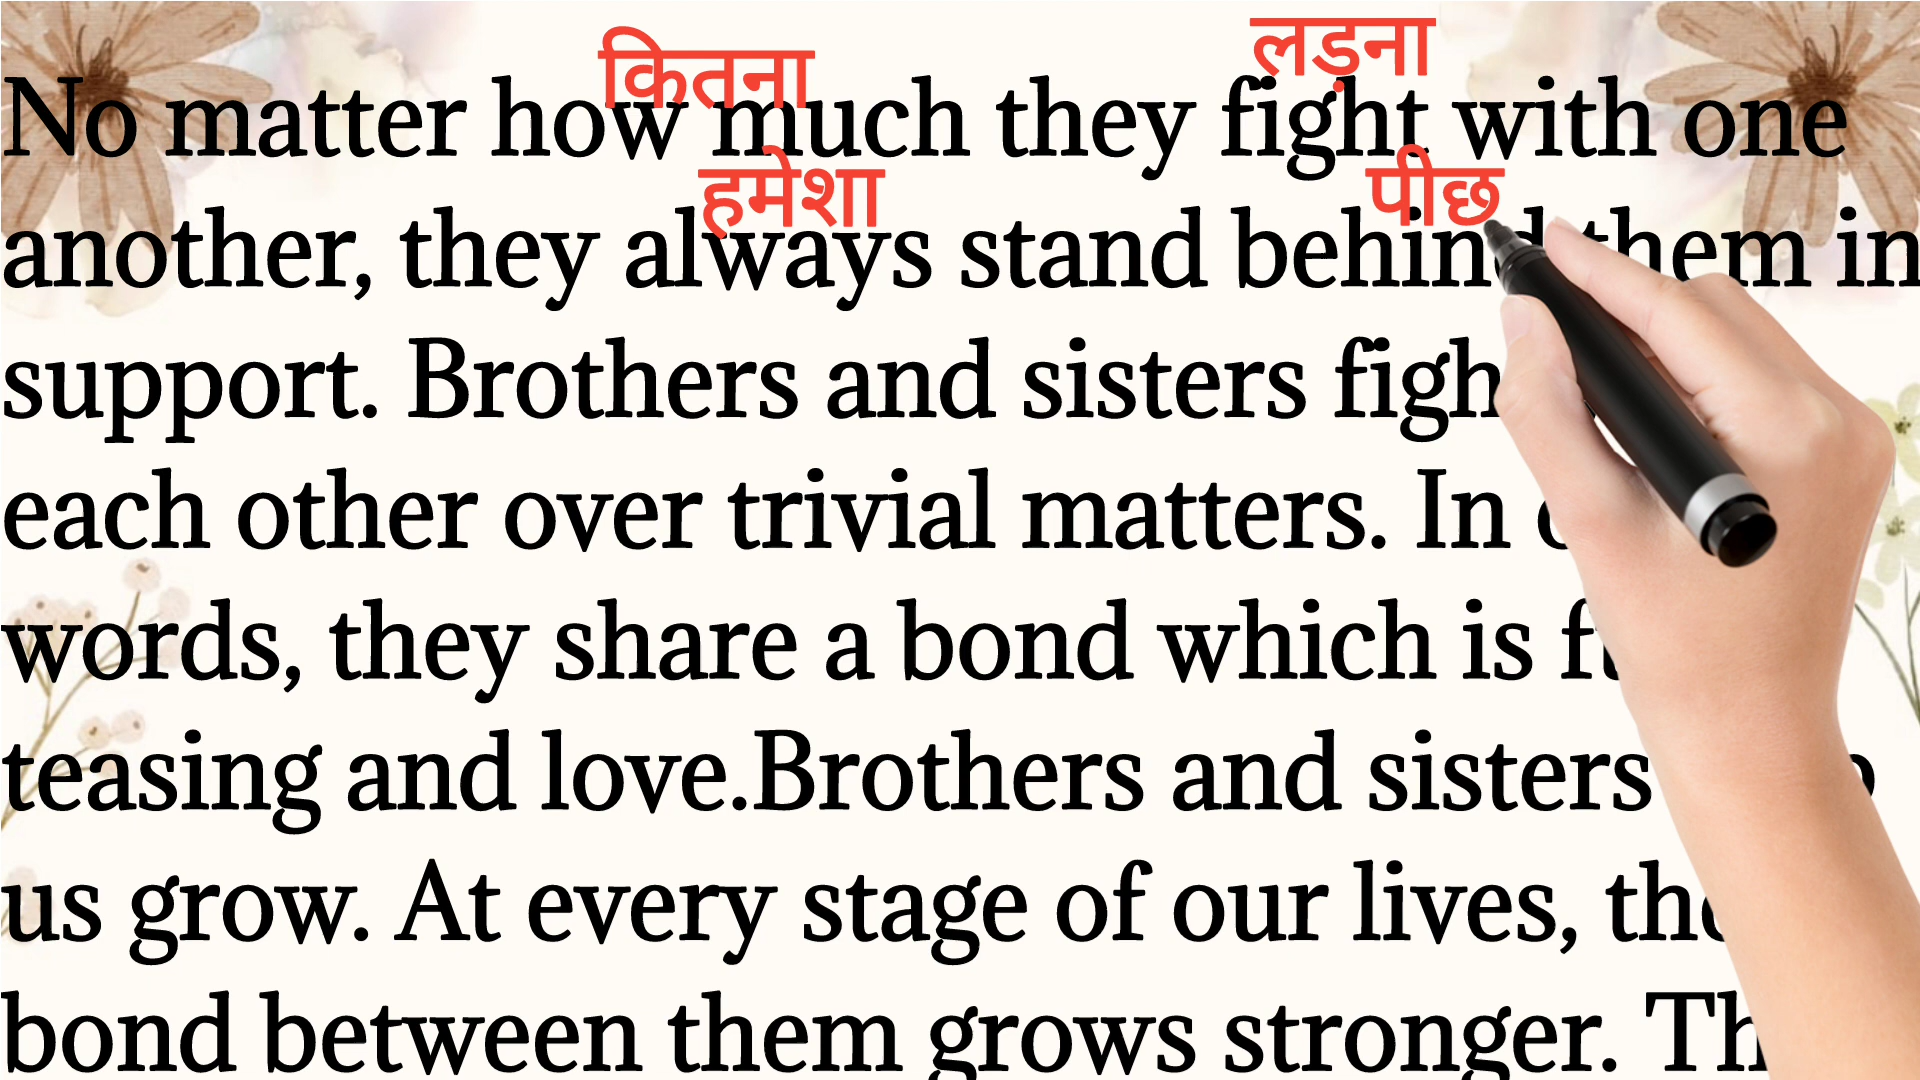 कितना लड़ना
No matter how much they fight with one
हमेशा पीछ
another, they always stand behind them in
support. Brothers and sisters
each other over trivial matters. In
words, they share a bond which is
teasing and love.Brothers and sisters
us grow. At every stage of our lives,
bond between them grows stronger.